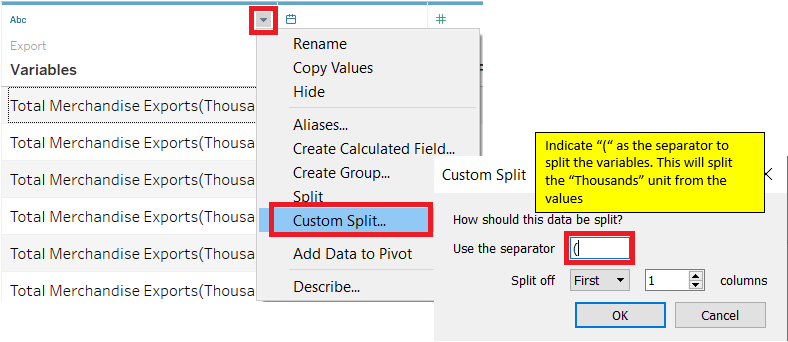 Abc
#
Export
Variables
Total Merchandise Exports(Thousa
Total Merchandise Exports(Thousa
Total Merchandise Exports(Thousa
Total Merchandise Exports(Thousa
Total Merchandise Exports(Thousa
Total Merchandise Exports(Thousa
Rename
Copy Values
Hide
Aliases...
Create Calculated Field...
Create Group...
Split
Custom Split...
Add Data to Pivot
Describe...
Indicate “(“ as the separator to
split the variables. This will split
the “Thousands” unit from the
values
Custom Split
How should this data be split?
Use the separator (
Split off First 1 columns
OK Cancel